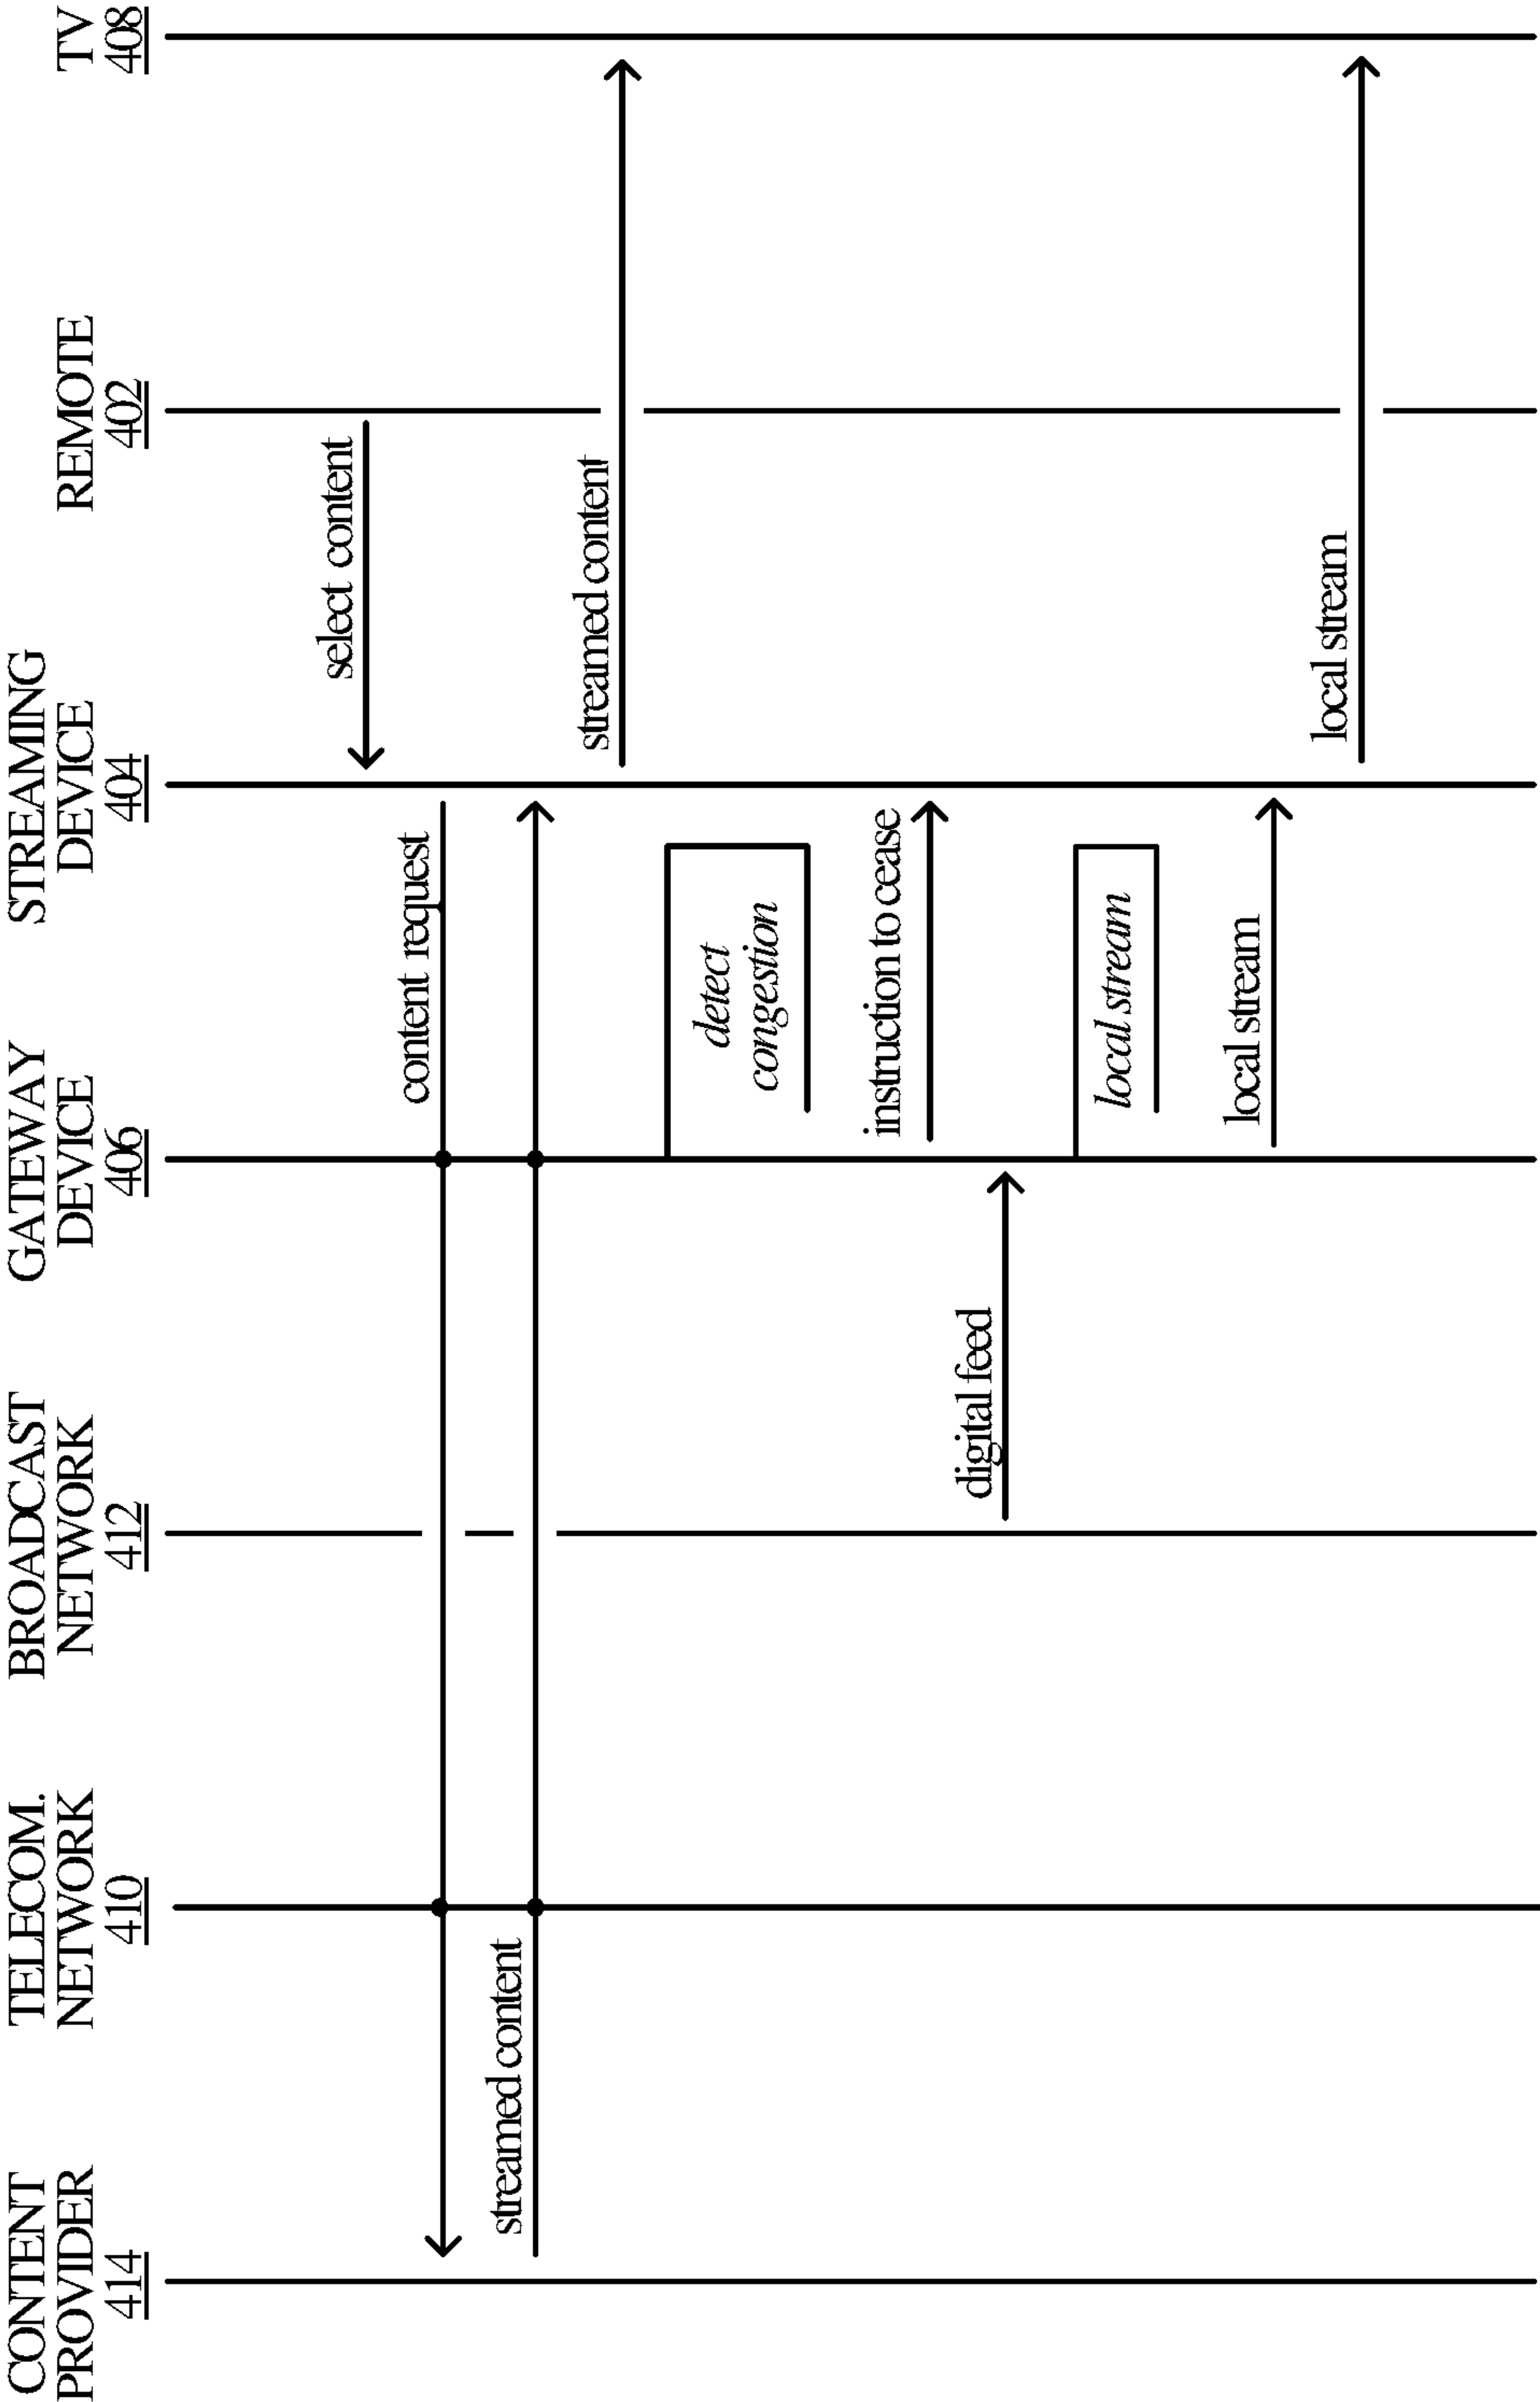 CONTENT
PROVIDER
414
TELECOM.
NETWORK
410
BROADCAST
NETWORK
412
GATEWAY
DEVICE
406
STREAMING
DEVICE
404
REMOTE
402
TV
408
select content
content request
streamed content
streamed content
detect
congestion
instruction to cease
digital feed
local stream
local stream
local stream